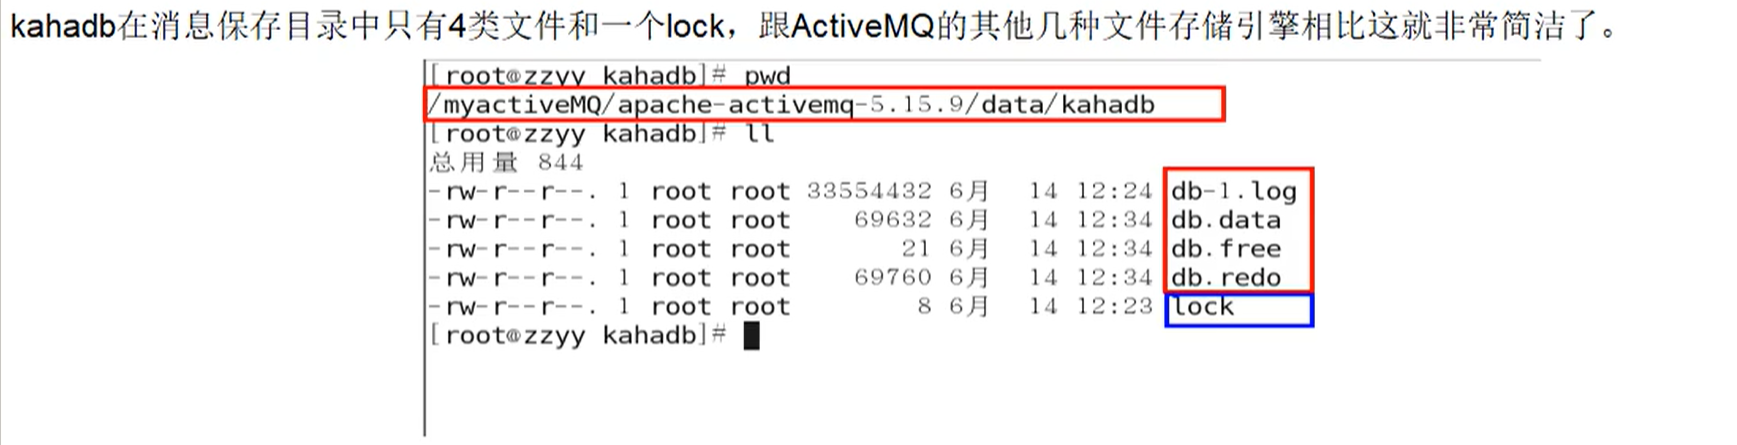 kahadb在消息保存目录中只有4类文件和一个lock，跟ActiveMQ的其他几种文件存储引擎相比这就非常简洁了。
[root@zzyy kahadb]# pwd
/myactiveMQ/apache-activemq-5.15.9/data/kahadb
[root@zzyy kahadb]# ll
总用量 844
-rw-r--r--. 1 root root 33554432 6月 14 12:24 db-1.log
-rw-r--r--. 1 root root 69632 6月 14 12:34 db.data
-rw-r--r--. 1 root root 21 6月 14 12:34 db.free
-rw-r--r--. 1 root root 69760 6月 14 12:34 db.redo
-rw-r--r--. 1 root root 8 6月 14 12:23 lock
[root@zzyy kahadb]#